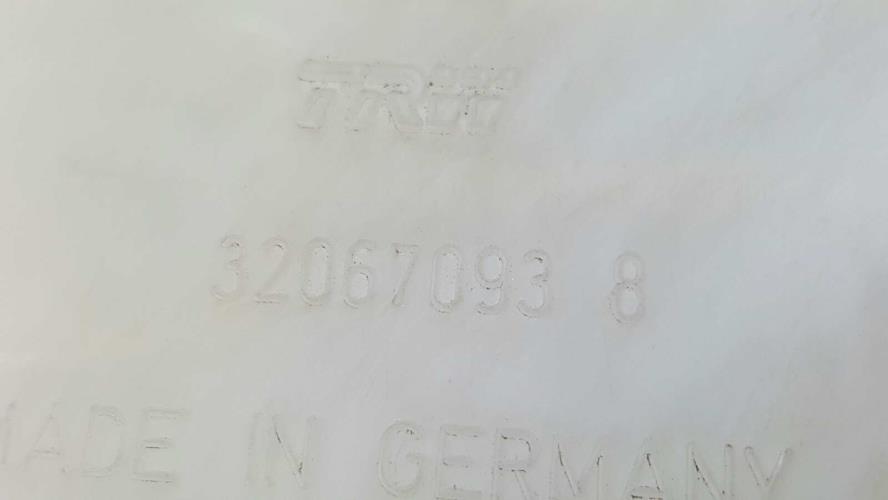 TRW
32067093 8
MADE IN GERMANY